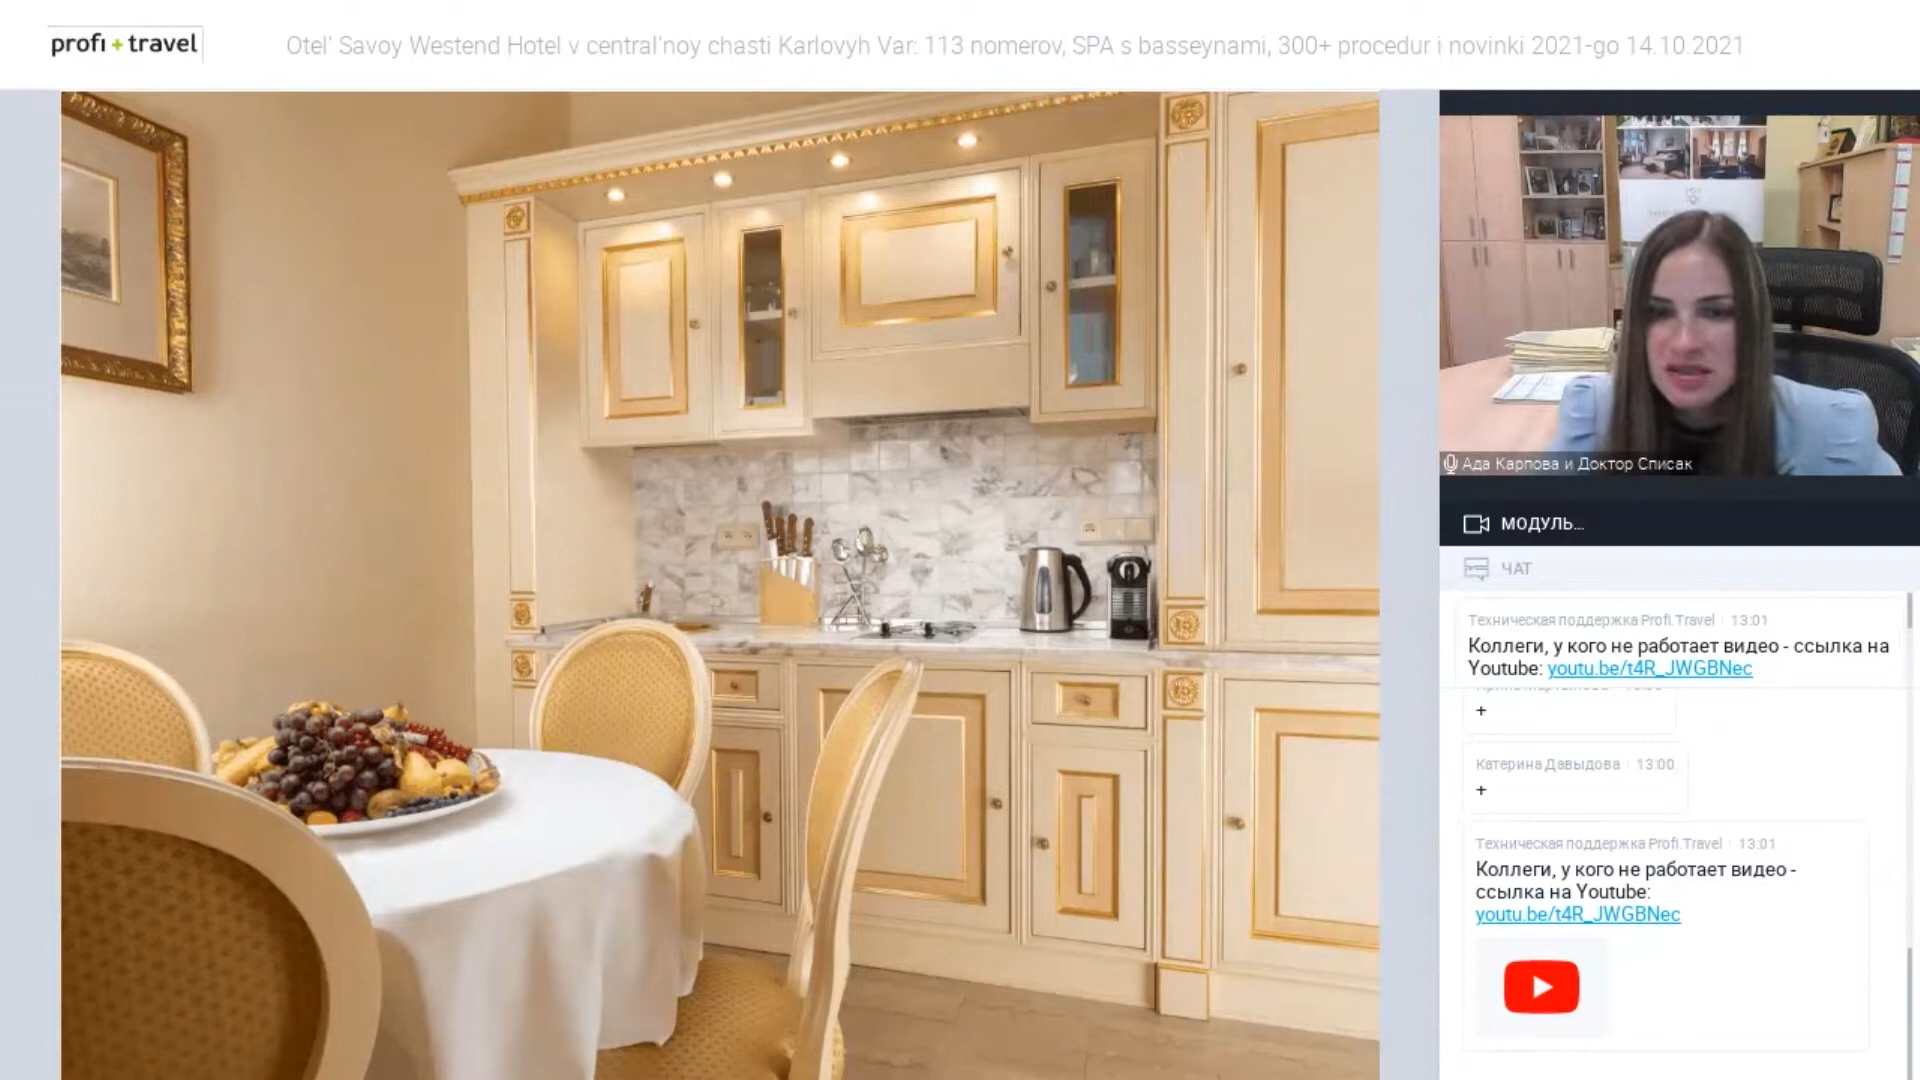 profi + travel
Otel' Savoy Westend Hotel v central'noy chasti Karlovyh Var: 113 nomerov, SPA s basseynami, 300+ procedur i novinki 2021-go 14.10.2021
Ада Карпова и Доктор Списак
МОДУЛЬ...
ЧАТ
Техническая поддержка Profi.Travel 13:01
Коллеги, у кого не работает видео - ссылка на
Youtube: youtu.be/t4R_JWGBNec
+
Катерина Давыдова 13:00
+
Техническая поддержка Profi.Travel 13:01
Коллеги, у кого не работает видео -
ссылка на Youtube:
youtu.be/t4R_JWGBNec